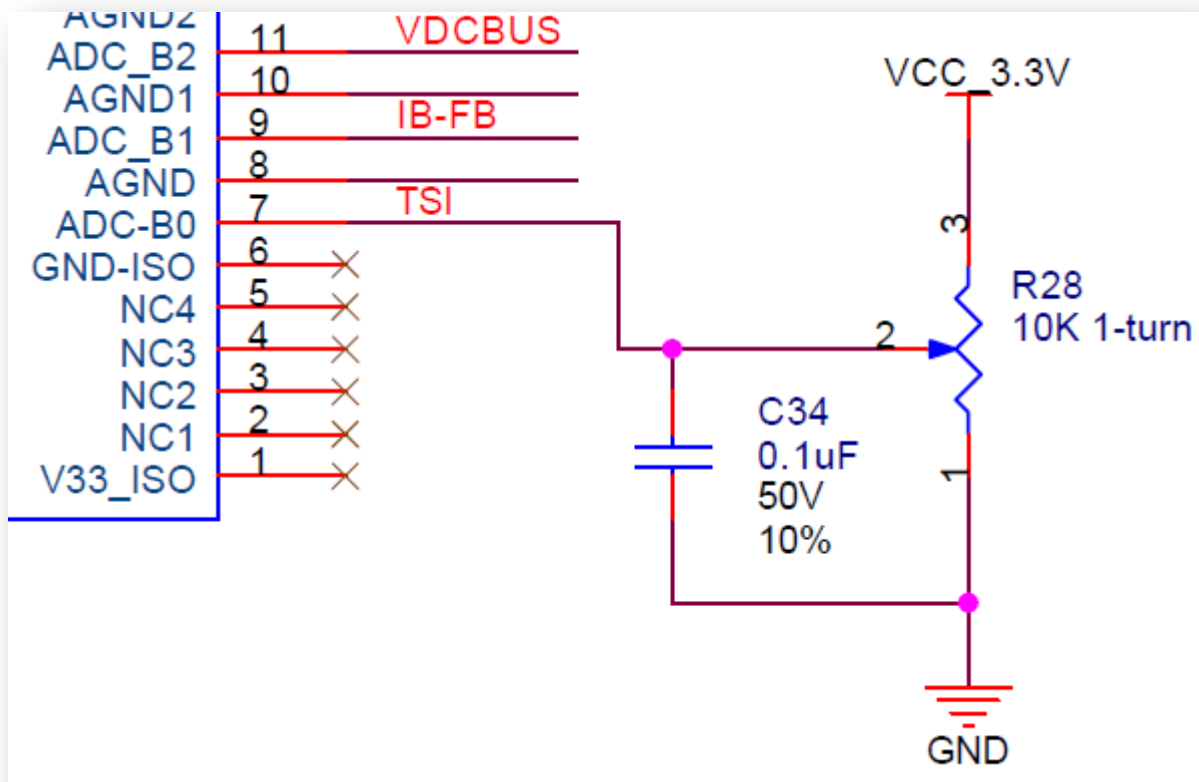 AGND2
ADC_B2 11 VDCBUS
AGND1 10
ADC_B1 9 IB-FB
AGND 8
ADC-B0 7 TSI
GND-ISO 6
NC4 5
NC3 4
NC2 3
NC1 2
V33_ISO 1
VCC_3.3V
3
R28
10K 1-turn
2
C34
0.1uF
50V
10%
1
GND